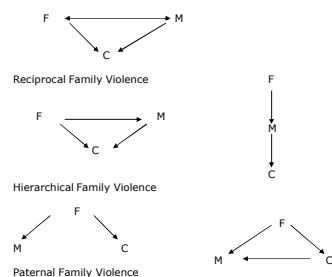 F M
C
Reciprocal Family Violence
F
F M
M
C
C
Hierarchical Family Violence
F
M C
Paternal Family Violence
F
M C